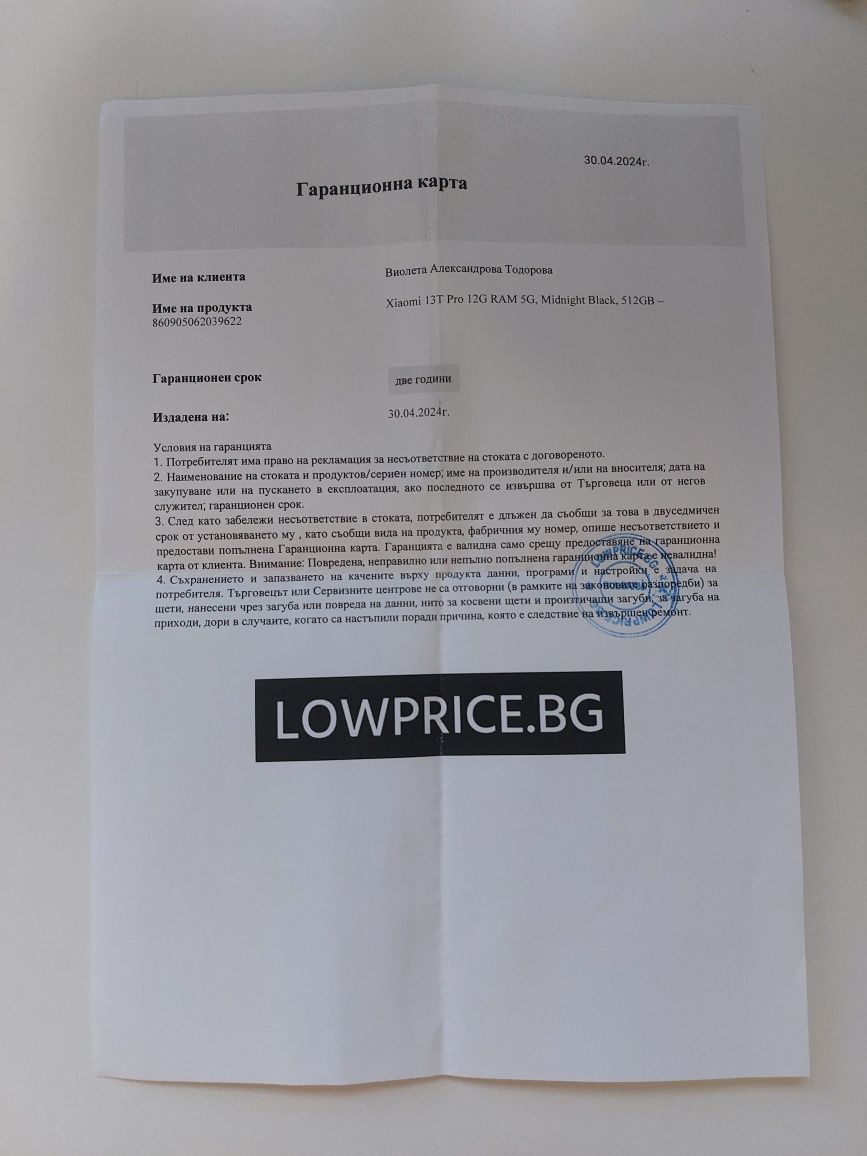 30.04.2024г.
Гаранционна карта
Име на клиента Виолета Александрова Тодорова
Име на продукта Xiaomi 13T Pro 12G RAM 5G, Midnight Black, 512GB –
860905062039622
Гаранционен срок две години
Издадена на: 30.04.2024г.
Условия на гаранцията
1. Потребителят има право на рекламация за несъответствие на стоката с договореното.
2. Наименование на стоката и продуктов/сериен номер; име на производителя и/или на вносителя; дата на
закупуване или на пускането в експлоатация, ако последното се извършва от Търговеца или от негов
служител; гаранционен срок.
3. След като забележи несъответствие в стоката, потребителят е длъжен да съобщи за това в двуседмичен
срок от установяването му , като съобщи вида на продукта, фабричния му номер, опише несъответствието и
предостави попълнена Гаранционна карта. Гаранцията е валидна само срещу предоставяне на гаранционна
карта от клиента. Внимание: Повредена, неправилно или непълно попълнена гаранционна карта е невалидна!
4. Съхранението и запазването на качените върху продукта данни, програми и настройки е задача на
потребителя. Търговецът или Сервизните центрове не са отговорни (в рамките на законовите разпоредби) за
щети, нанесени чрез загуба или повреда на данни, нито за косвени щети и произтичащи загуби, за загуба на
приходи, дори в случаите, когато са настъпили поради причина, която е следствие на извършен ремонт.
LOWPRICE.BG
LOWPRICE.BG